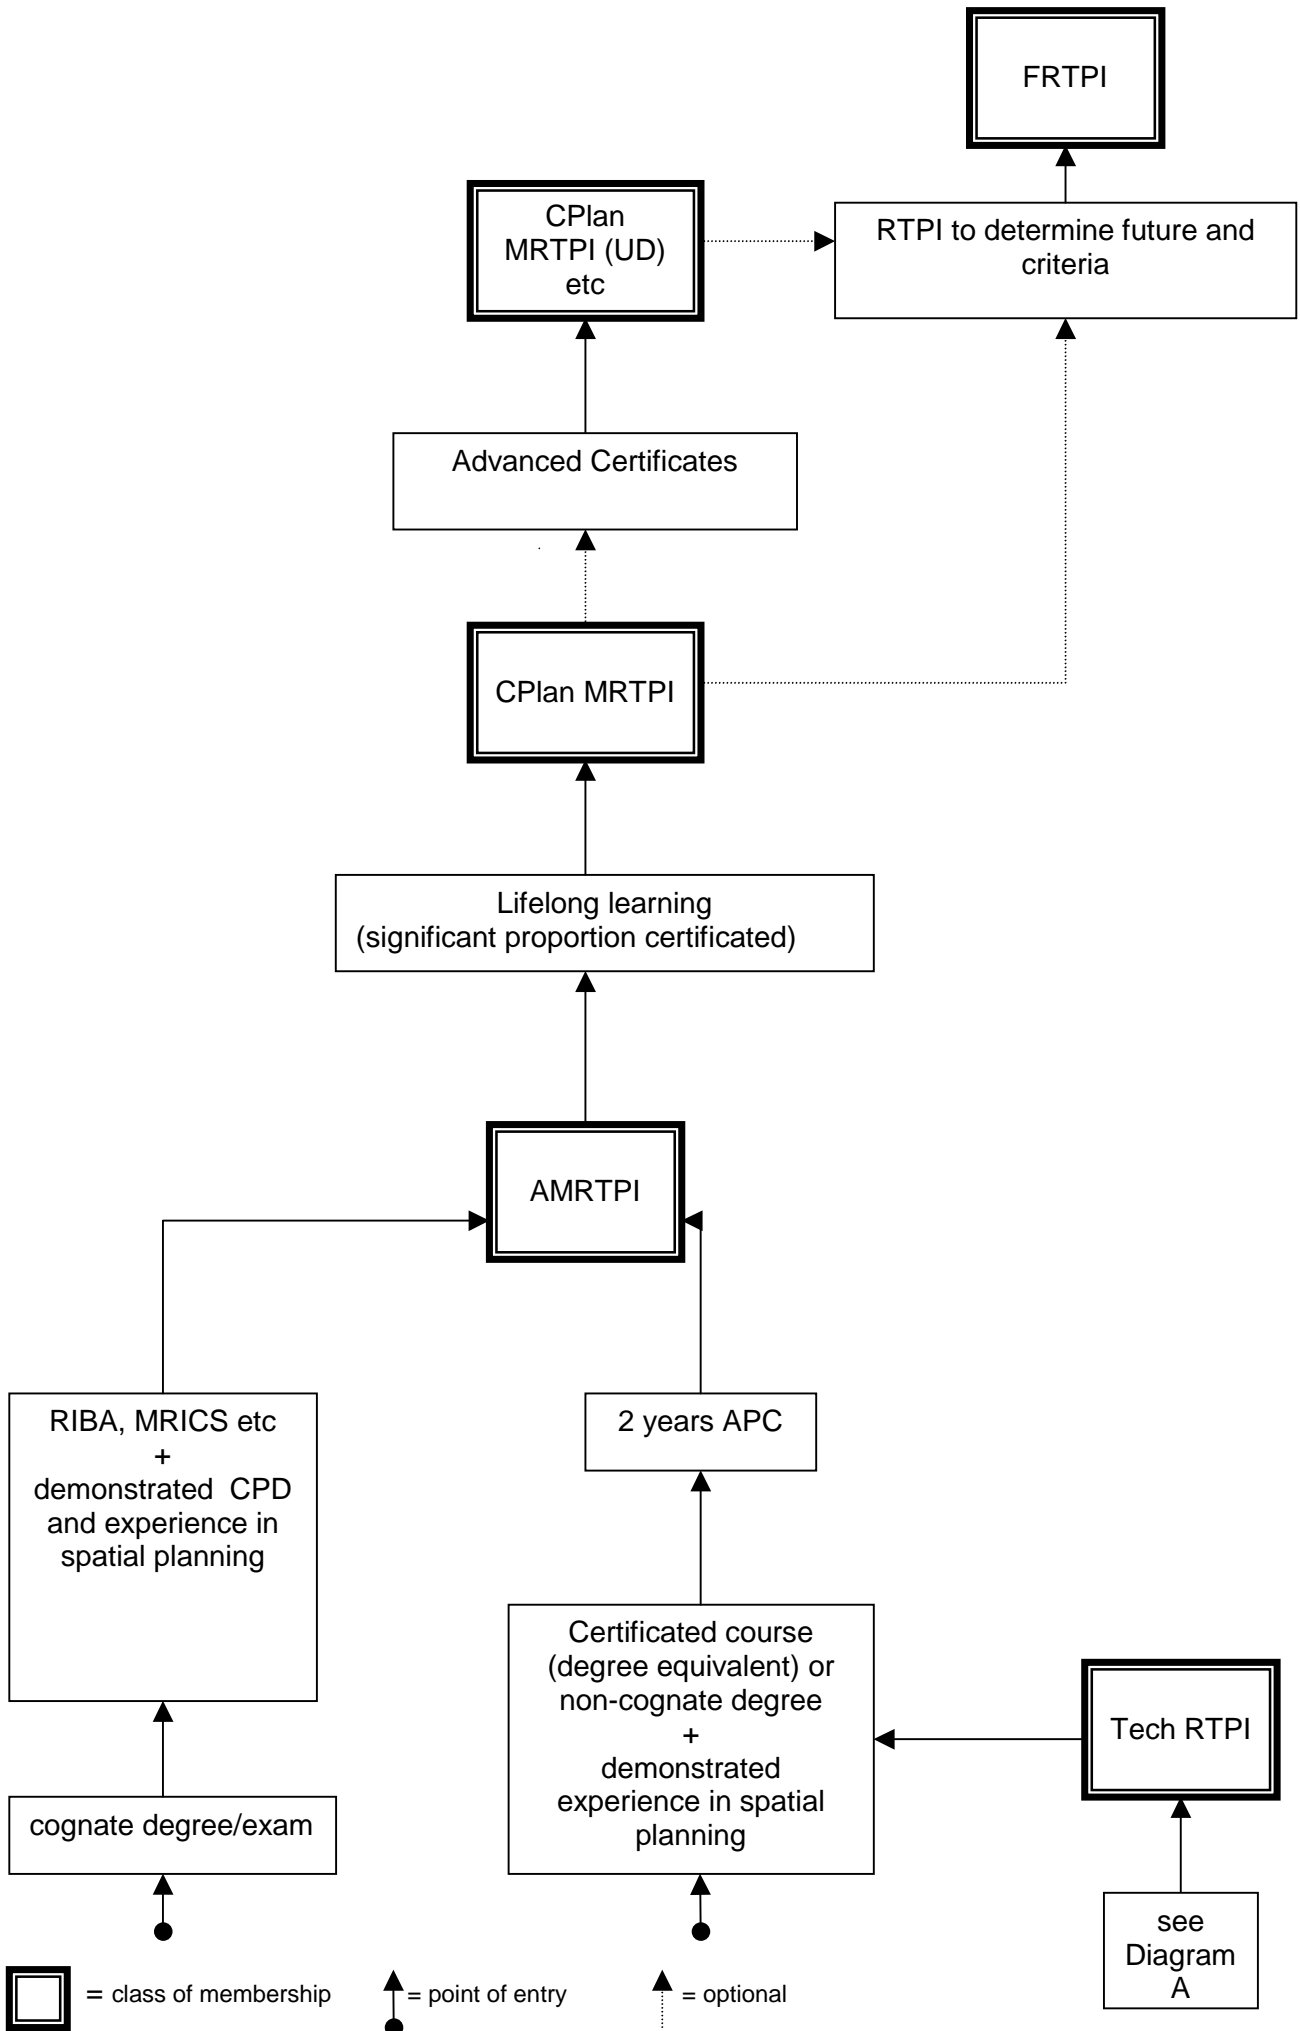 FRTPI
CPlan
MRTPI (UD)
etc
RTPI to determine future and
criteria
Advanced Certificates
CPlan MRTPI
Lifelong learning
(significant proportion certificated)
AMRTPI
RIBA, MRICS etc
+
demonstrated CPD
and experience in
spatial planning
2 years APC
Certificated course
(degree equivalent) or
non-cognate degree
+
demonstrated
experience in spatial
planning
Tech RTPI
cognate degree/exam
see
Diagram
A
= class of membership
= point of entry
= optional